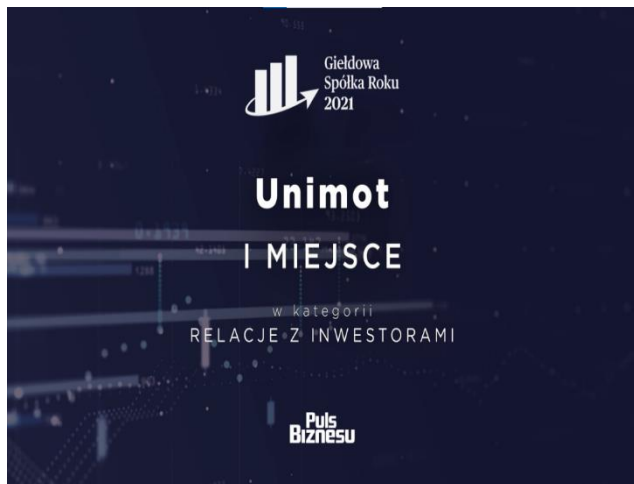 Giełdowa
Spółka Roku
2021
Unimot
I MIEJSCE
w kategorii
RELACJE Z INWESTORAMI
Puls
Biznesu